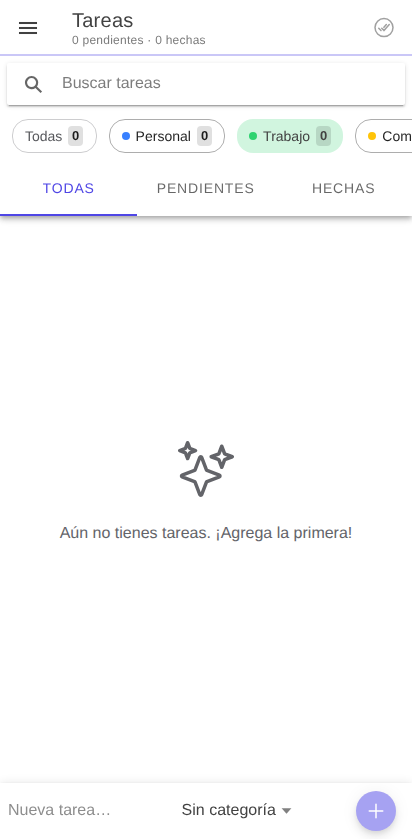 Tareas
0 pendientes · 0 hechas
Buscar tareas
Todas 0 Personal 0 Trabajo 0 Com
TODAS PENDIENTES HECHAS
Aún no tienes tareas. ¡Agrega la primera!
Nueva tarea… Sin categoría